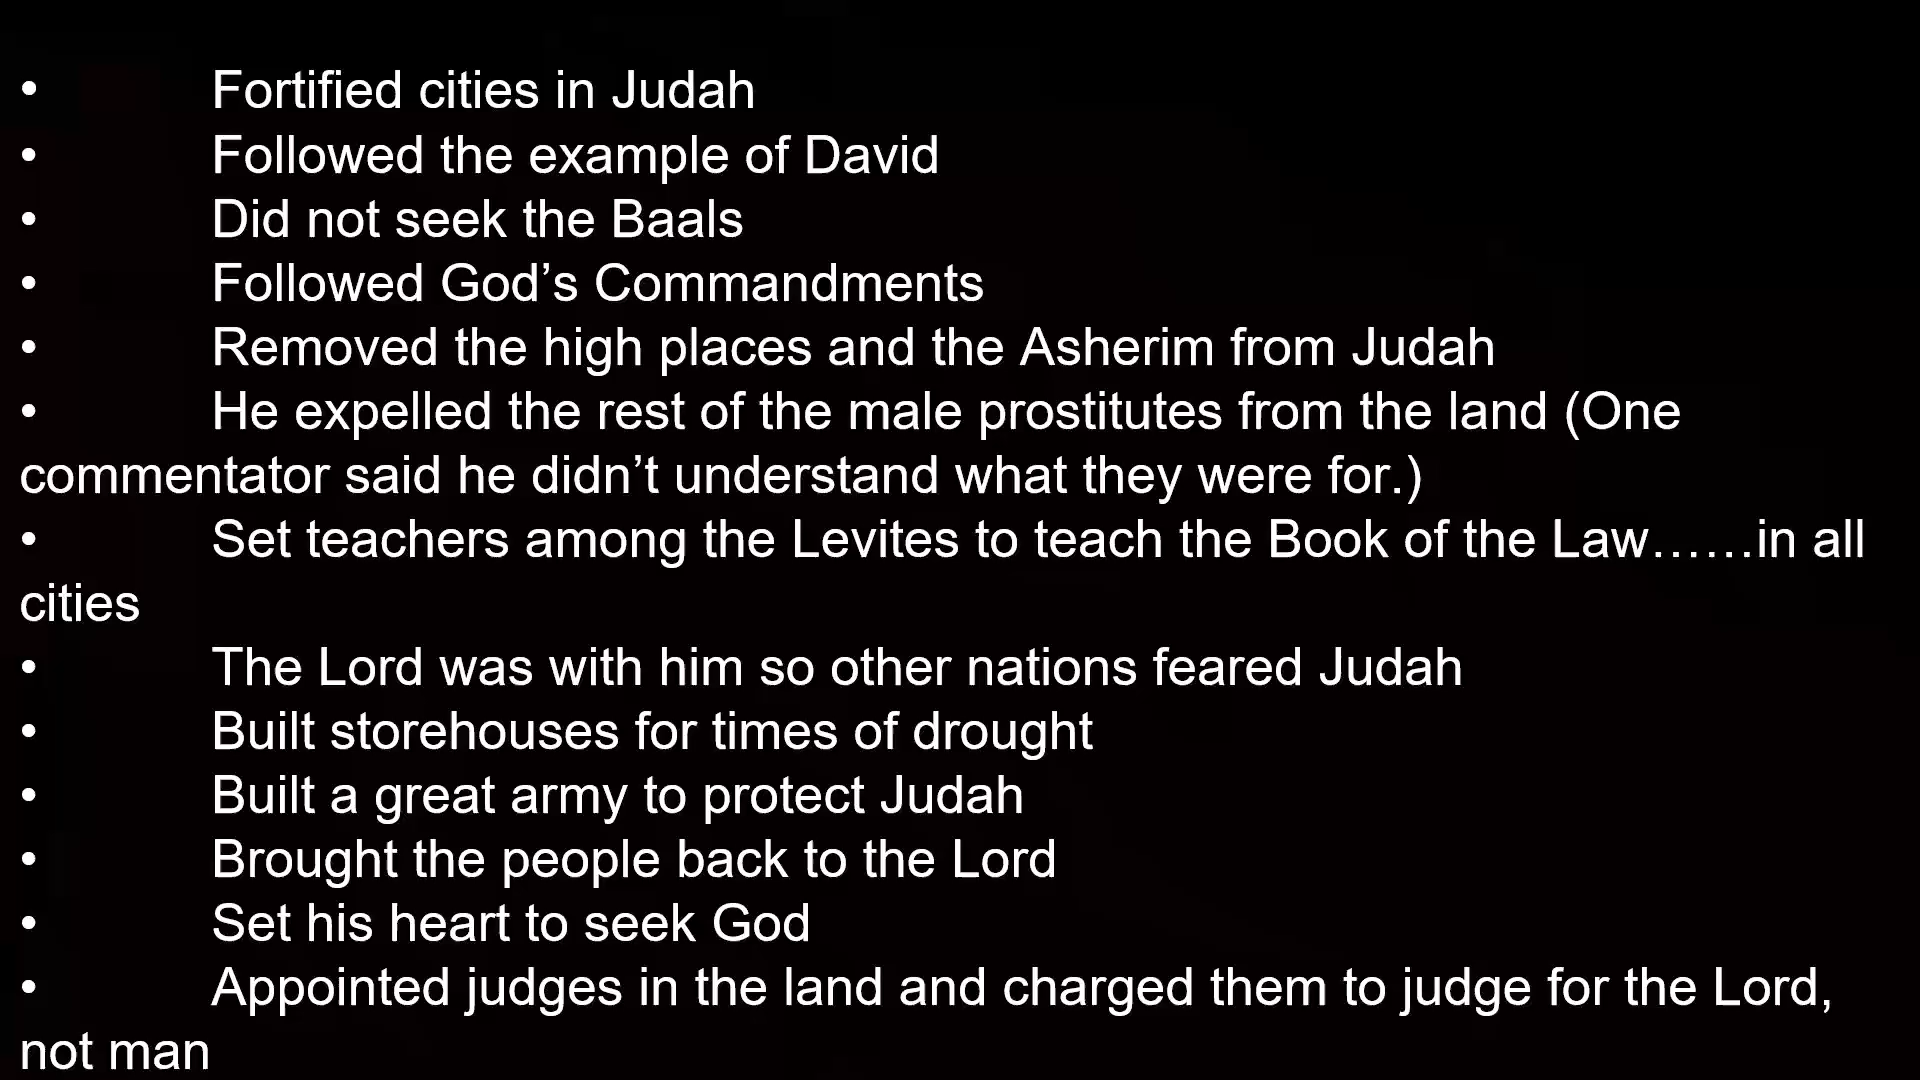 • Fortified cities in Judah
• Followed the example of David
• Did not seek the Baals
• Followed God’s Commandments
• Removed the high places and the Asherim from Judah
• He expelled the rest of the male prostitutes from the land (One
commentator said he didn’t understand what they were for.)
• Set teachers among the Levites to teach the Book of the Law……in all
cities
• The Lord was with him so other nations feared Judah
• Built storehouses for times of drought
• Built a great army to protect Judah
• Brought the people back to the Lord
• Set his heart to seek God
• Appointed judges in the land and charged them to judge for the Lord,
not man